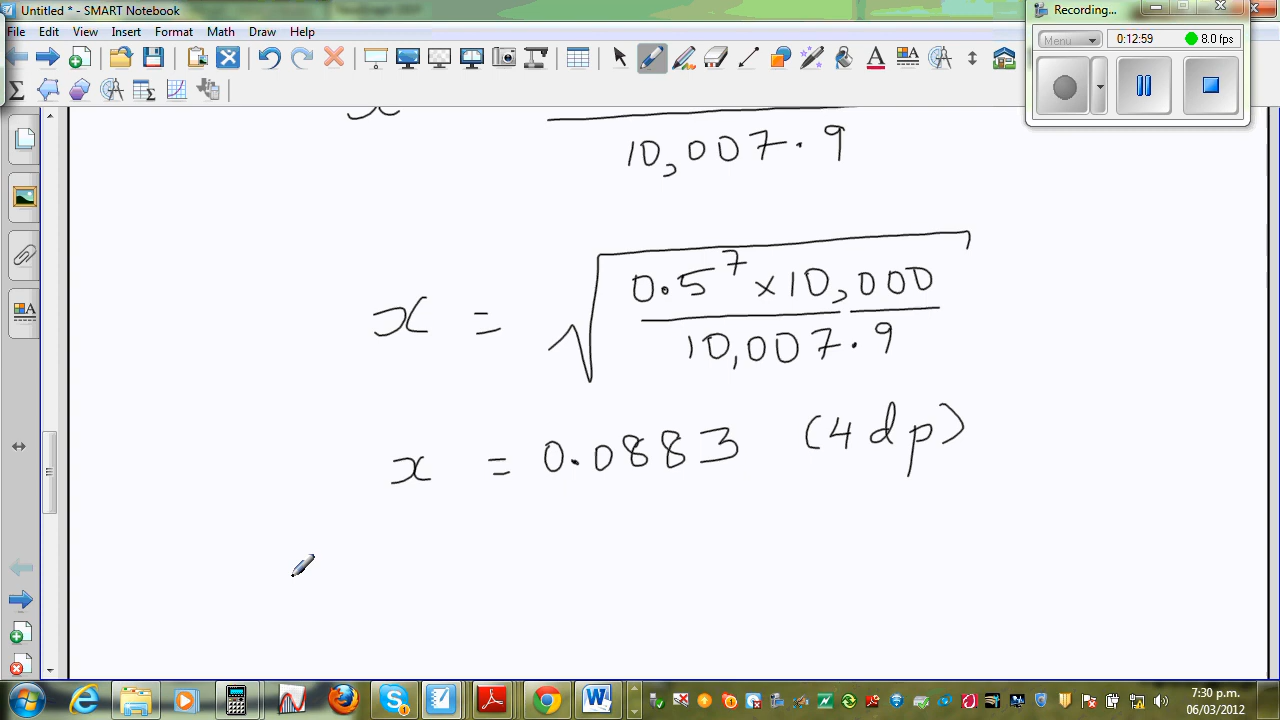 Untitled * - SMART Notebook
Recording...
File Edit View Insert Format Math Draw Help
Menu
0:12:59
8.0 fps
x
10,007.9
x = √ 0.5⁷ × 10,000
10,007.9
x = 0.0883 (4 dp)
7:30 p.m.
06/03/2012